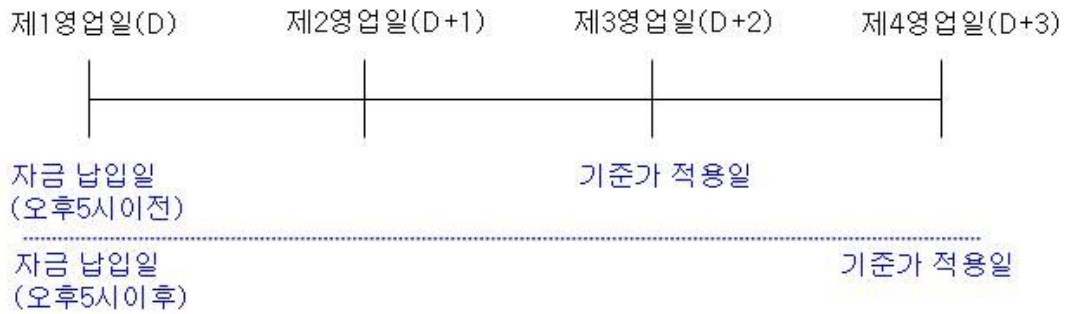 제1영업일(D) 제2영업일(D+1) 제3영업일(D+2) 제4영업일(D+3)
자금 납입일 기준가 적용일
(오후5시이전)
자금 납입일 기준가 적용일
(오후5시이후)